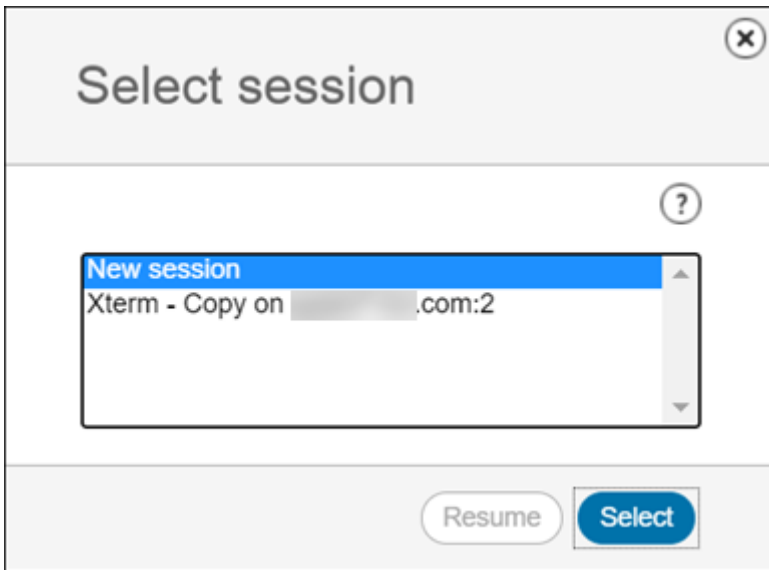 Select session
?
New session
Xterm - Copy on .com:2
Resume
Select